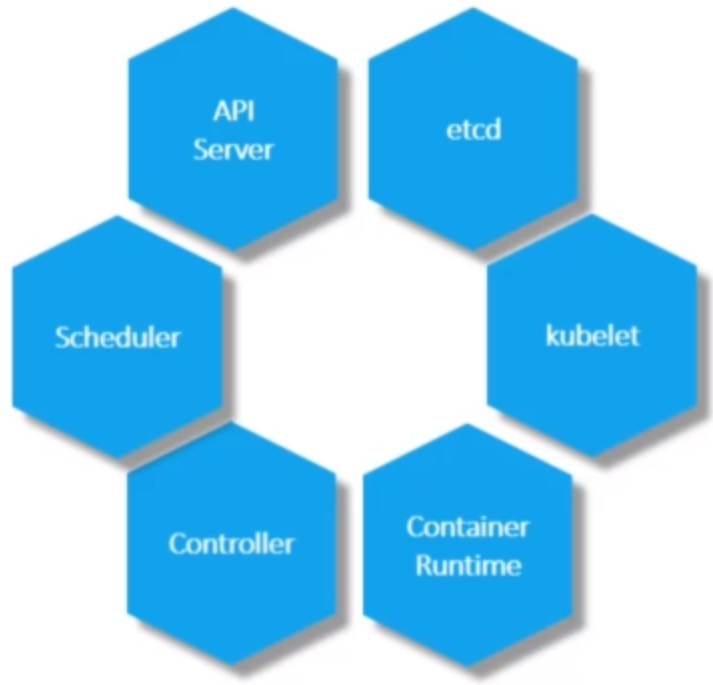 API
Server
etcd
Scheduler
kubelet
Controller
Container
Runtime